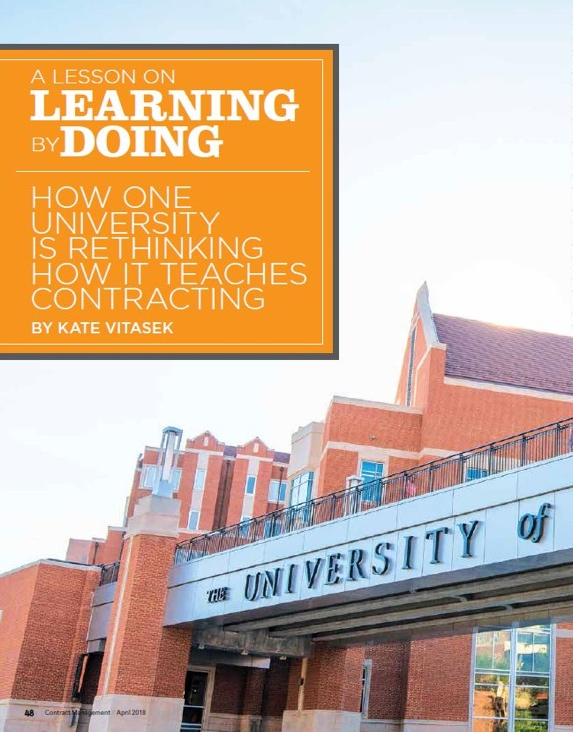 A LESSON ON
LEARNING
BY DOING
HOW ONE
UNIVERSITY
IS RETHINKING
HOW IT TEACHES
CONTRACTING
BY KATE VITASEK
THE UNIVERSITY of
48 Contract Management / April 2018